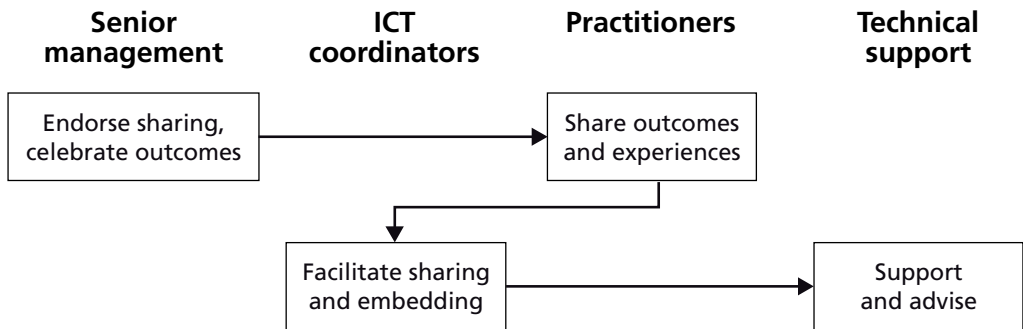 Senior
management
ICT
coordinators
Practitioners
Technical
support
Endorse sharing,
celebrate outcomes
Share outcomes
and experiences
Facilitate sharing
and embedding
Support
and advise